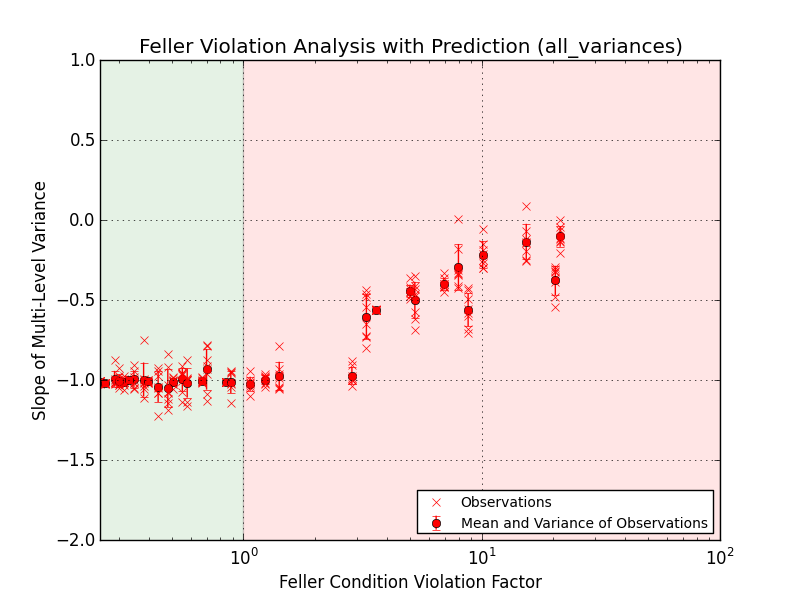 Feller Violation Analysis with Prediction (all_variances)
1.0
0.5
0.0
−0.5
−1.0
−1.5
−2.0
Slope of Multi-Level Variance
Observations
Mean and Variance of Observations
10⁰ 10¹ 10²
Feller Condition Violation Factor